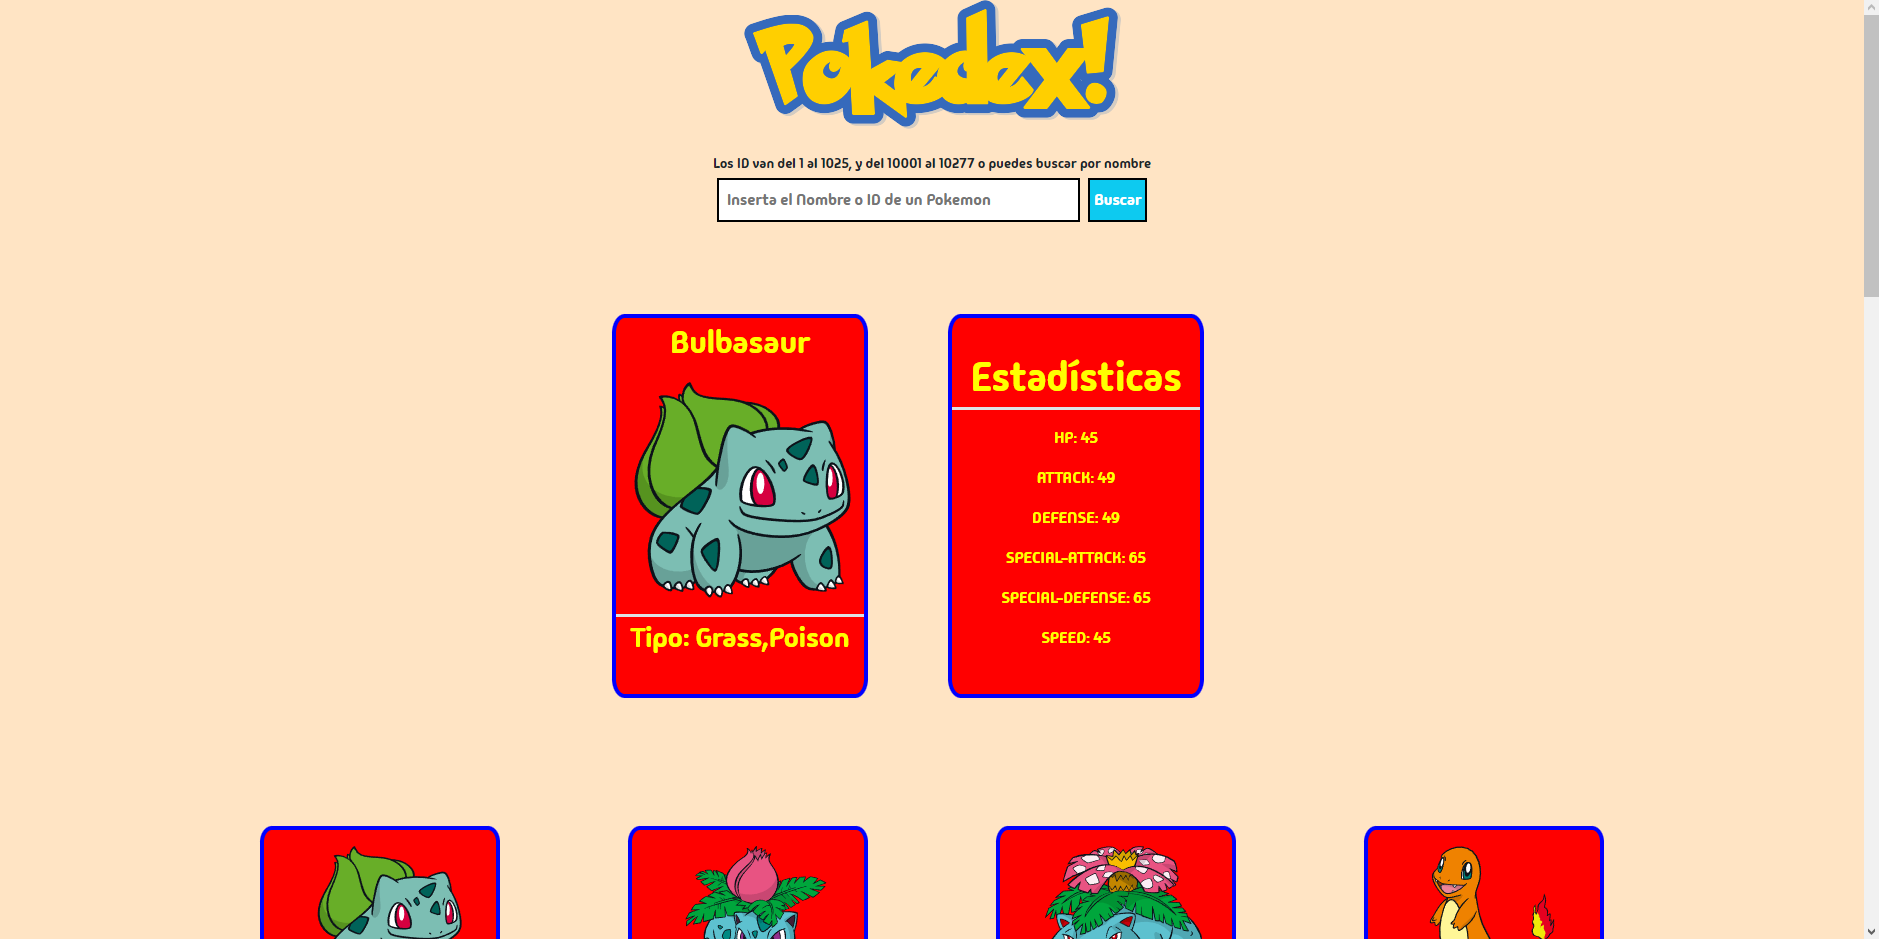 Pokedex!
Los ID van del 1 al 1025, y del 10001 al 10277 o puedes buscar por nombre
Inserta el Nombre o ID de un Pokemon
Buscar
Bulbasaur
Tipo: Grass,Poison
Estadísticas
HP: 45
ATTACK: 49
DEFENSE: 49
SPECIAL-ATTACK: 65
SPECIAL-DEFENSE: 65
SPEED: 45